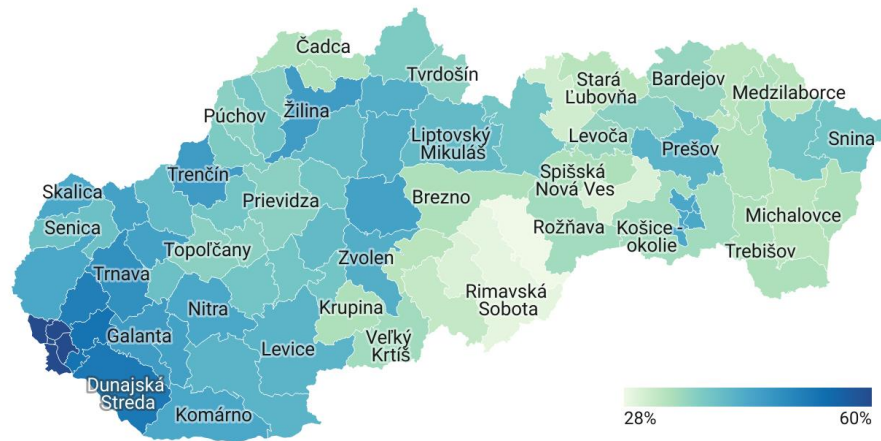 Čadca
Tvrdošín
Stará
Ľubovňa
Bardejov
Medzilaborce
Púchov
Žilina
Liptovský
Mikuláš
Levoča
Prešov
Snina
Trenčín
Spišská
Nová Ves
Skalica
Prievidza
Brezno
Michalovce
Senica
Topoľčany
Zvolen
Rožňava
Košice -
okolie
Trebišov
Trnava
Nitra
Krupina
Rimavská
Sobota
Galanta
Levice
Veľký
Krtíš
Dunajská
Streda
Komárno
28%
60%